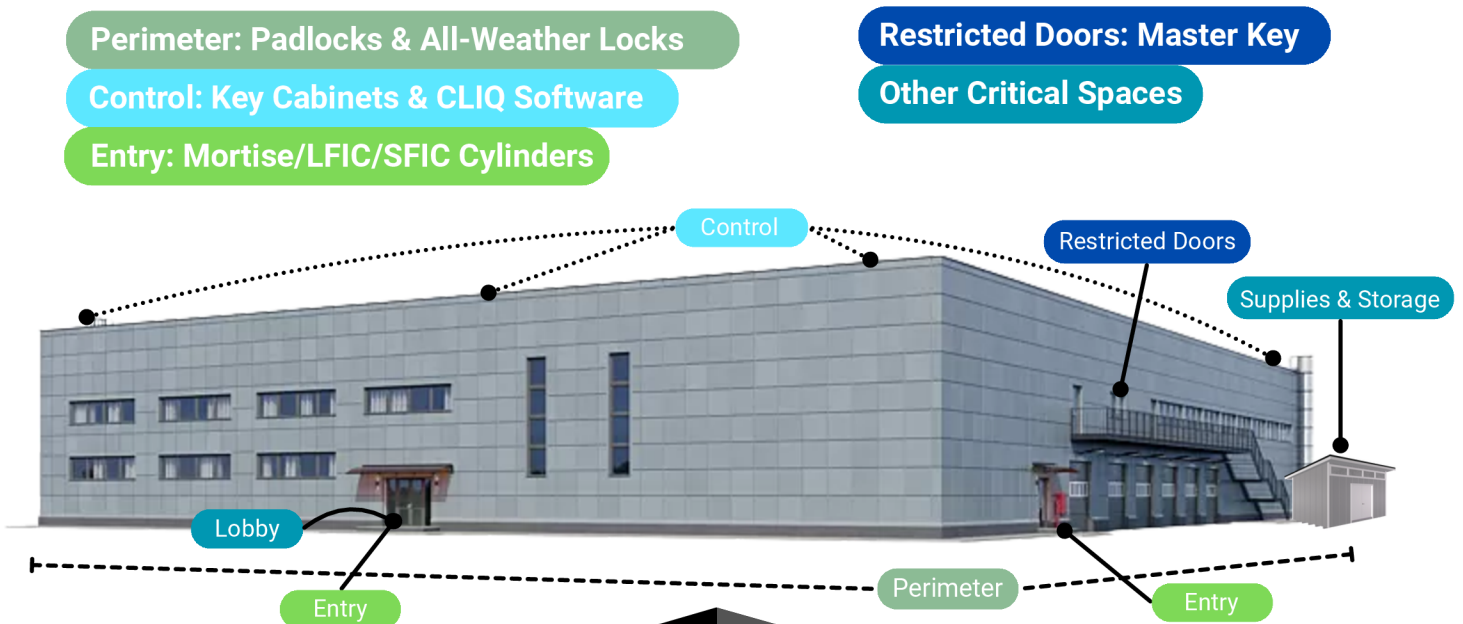 Perimeter: Padlocks & All-Weather Locks
Control: Key Cabinets & CLIQ Software
Entry: Mortise/LFIC/SFIC Cylinders
Restricted Doors: Master Key
Other Critical Spaces
Control
Restricted Doors
Supplies & Storage
Lobby
Perimeter
Entry
Entry